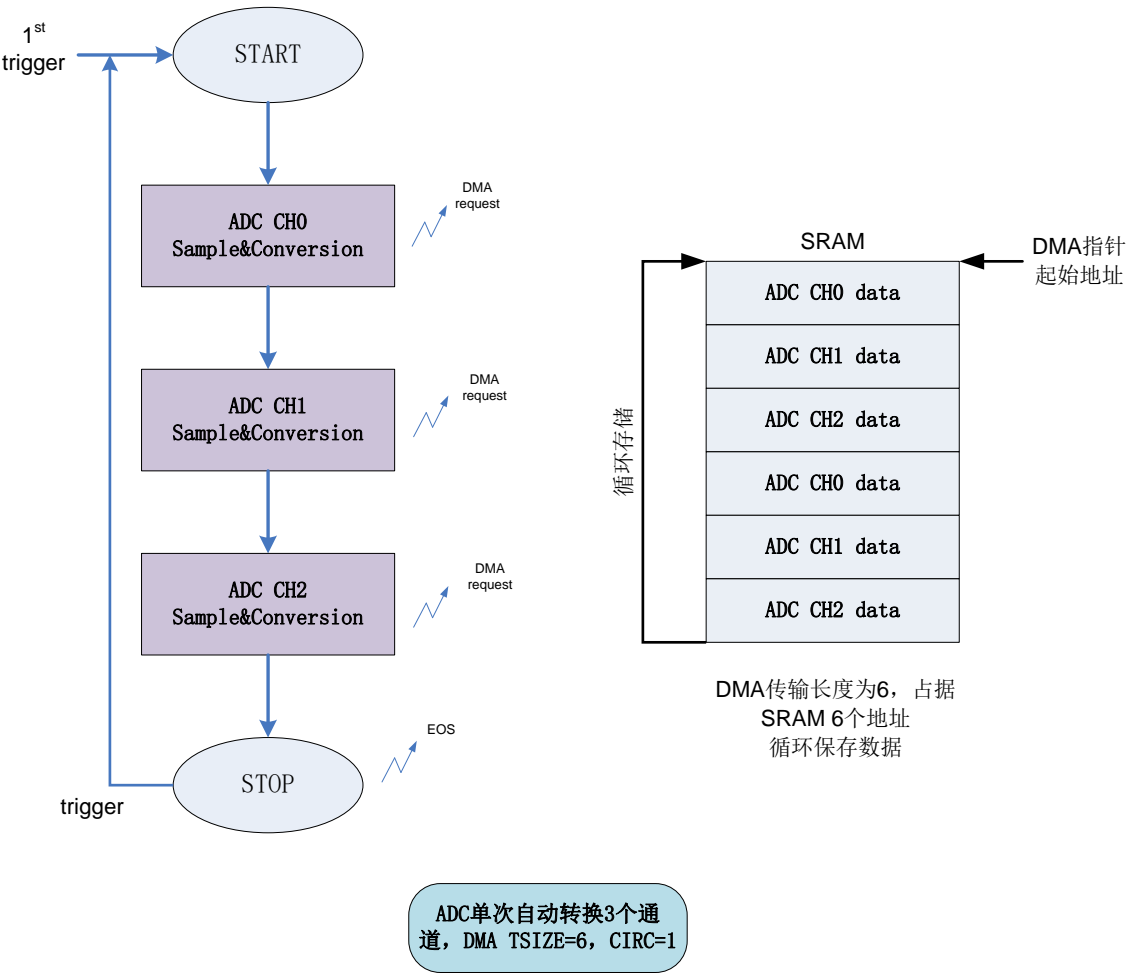 1st
trigger
START
ADC CH0
Sample&Conversion
DMA
request
ADC CH1
Sample&Conversion
DMA
request
ADC CH2
Sample&Conversion
DMA
request
STOP
EOS
trigger
SRAM
DMA指针
起始地址
ADC CH0 data
ADC CH1 data
ADC CH2 data
ADC CH0 data
ADC CH1 data
ADC CH2 data
循环存储
DMA传输长度为6，占据
SRAM 6个地址
循环保存数据
ADC单次自动转换3个通
道，DMA TSIZE=6，CIRC=1